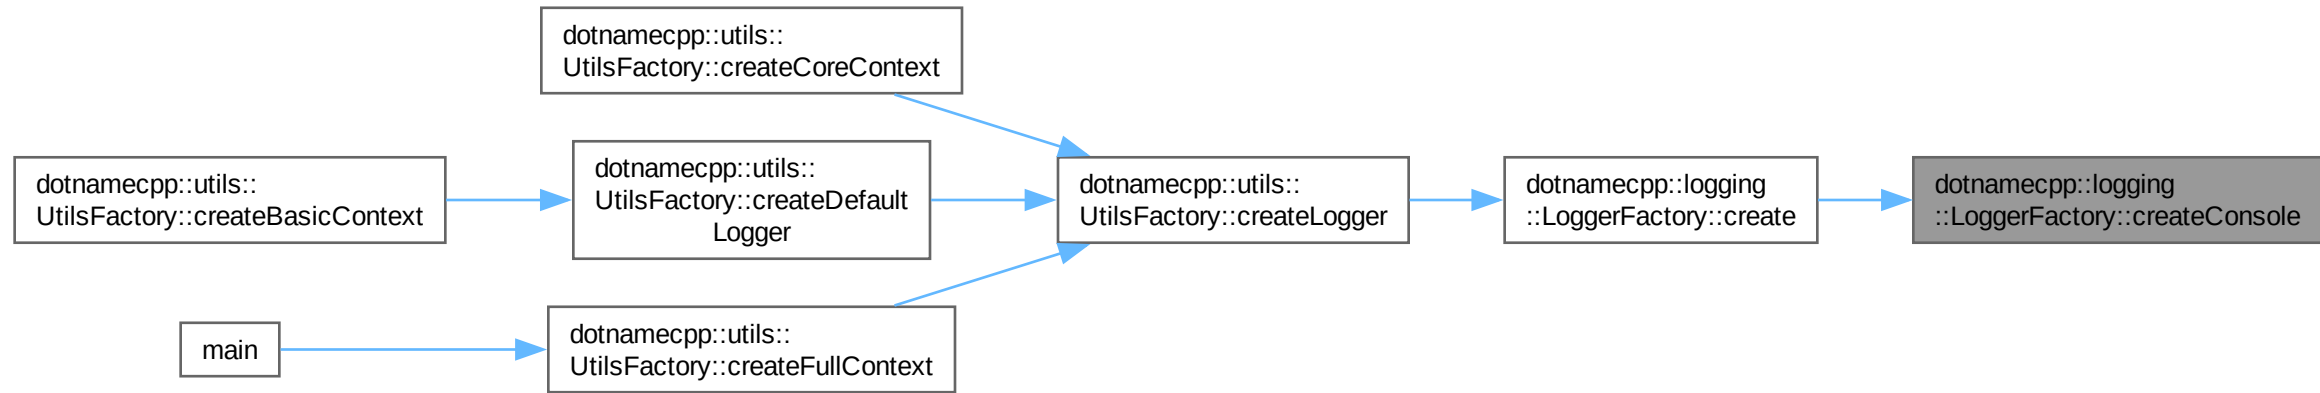 dotnamecpp::utils::
UtilsFactory::createCoreContext
dotnamecpp::utils::
UtilsFactory::createBasicContext
dotnamecpp::utils::
UtilsFactory::createDefault
Logger
dotnamecpp::utils::
UtilsFactory::createLogger
dotnamecpp::logging
::LoggerFactory::create
dotnamecpp::logging
::LoggerFactory::createConsole
main
dotnamecpp::utils::
UtilsFactory::createFullContext